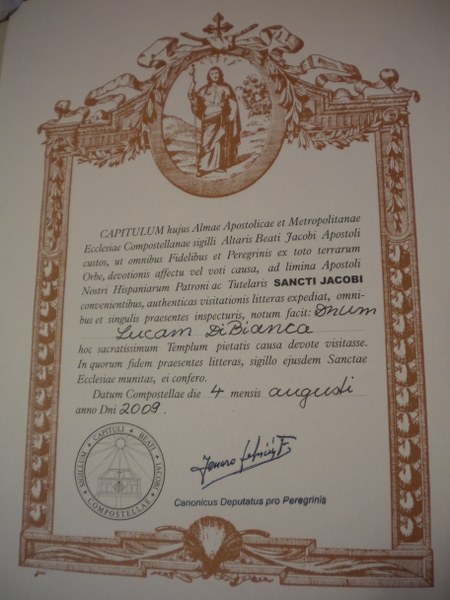 CAPITULUM hujus Almae Apostolicae et Metropolitanae
Ecclesiae Compostellanae sigilli Altaris Beati Jacobi Apostoli
custos, ut omnibus Fidelibus et Peregrinis ex toto terrarum
Orbe, devotionis affectu vel voti causa, ad limina Apostoli
Nostri Hispaniarum Patroni ac Tutelaris SANCTI JACOBI
convenientibus, authenticas visitationis litteras expediat, omni-
bus et singulis praesentes inspecturis, notum facit: Dnum
Lucam DiBianca
hoc sacratissimum Templum pietatis causa devote visitasse.
In quorum fidem praesentes litteras, sigillo ejusdem Sanctae
Ecclesiae munitas, ei confero.
Datum Compostellae die 4 mensis augusti
anno Dni 2009.
SIGILLUM CAPITULI BEATI JACOBI COMPOSTELLAE
Canonicus Deputatus pro Peregrinis